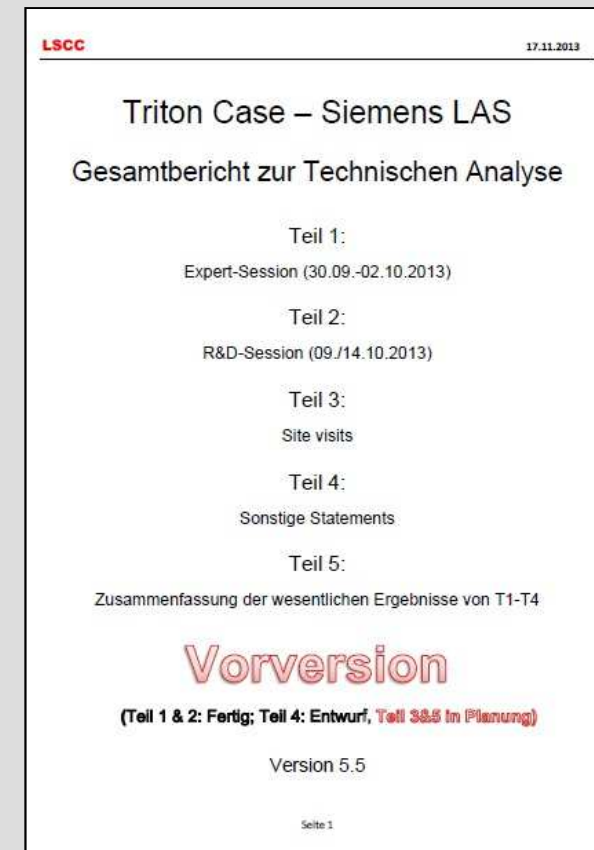 LSCC
17.11.2013
Triton Case – Siemens LAS
Gesamtbericht zur Technischen Analyse
Teil 1:
Expert-Session (30.09.-02.10.2013)
Teil 2:
R&D-Session (09./14.10.2013)
Teil 3:
Site visits
Teil 4:
Sonstige Statements
Teil 5:
Zusammenfassung der wesentlichen Ergebnisse von T1-T4
Vorversion
(Teil 1 & 2: Fertig; Teil 4: Entwurf, Teil 3&5 in Planung)
Version 5.5
Seite 1